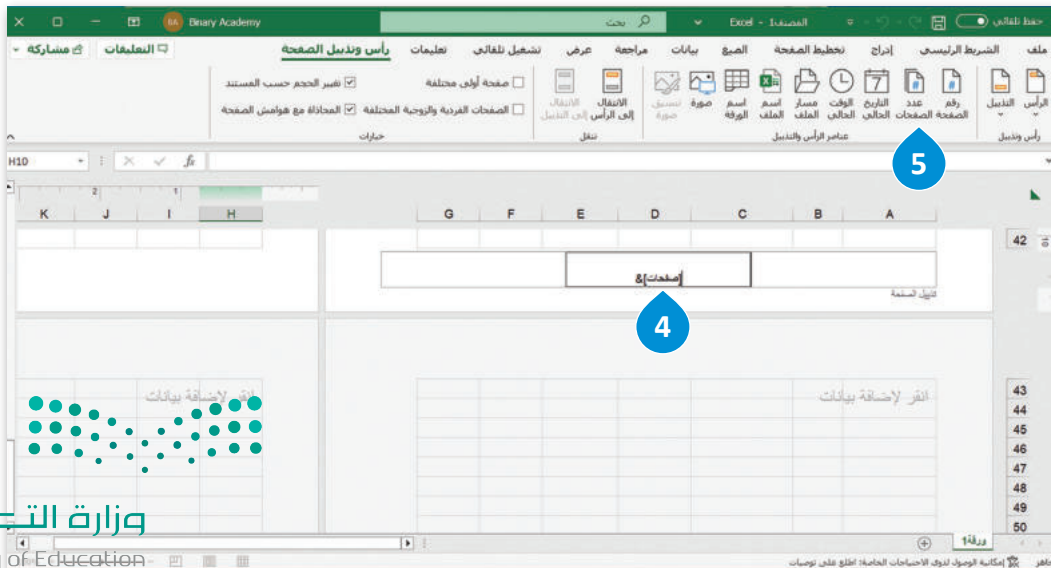 حفظ تلقائي
المصنف1 - Excel
بحث
Binary Academy
BA
ملف الشريط الرئيسي إدراج تخطيط الصفحة الصيغ بيانات مراجعة عرض تشغيل تلقائي تعليمات رأس وتذييل الصفحة
التعليقات
مشاركة
الرأس
التذييل
رقم الصفحة
عدد الصفحات
التاريخ الحالي
الوقت الحالي
مسار الملف
اسم الملف
اسم الورقة
صورة
تنسيق صورة
الانتقال إلى الرأس
الانتقال إلى التذييل
صفحة أولى مختلفة
الصفحات الفردية والزوجية المختلفة
تغيير الحجم حسب المستند
المحاذاة مع هوامش الصفحة
رأس وتذييل
عناصر الرأس والتذييل
تنقل
خيارات
5
H10
fx
2 1
A B C D E F G H I J K
42
10
&[صفحات]
تذييل الصفحة
4
انقر لإضافة بيانات
انقر لإضافة بيانات
43
44
45
46
47
48
49
50
وزارة التـ
of Education
ورقة1
إمكانية الوصول لذوي الاحتياجات الخاصة: اطلع على توصيات